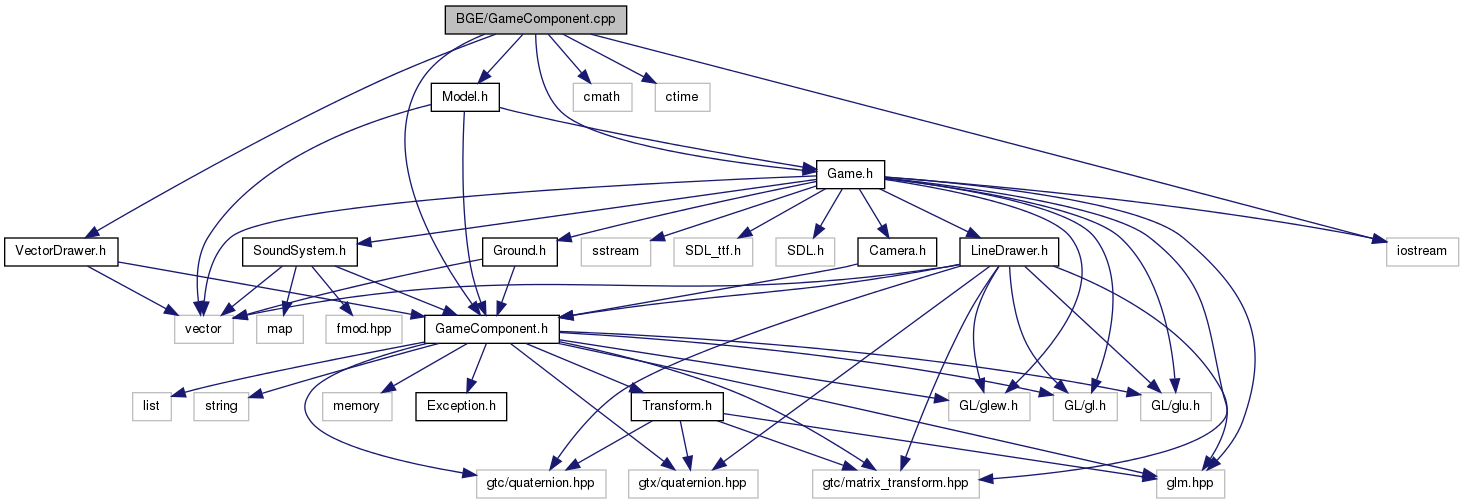 BGE/GameComponent.cpp
Model.h
cmath
ctime
Game.h
VectorDrawer.h
SoundSystem.h
Ground.h
sstream
SDL_ttf.h
SDL.h
Camera.h
LineDrawer.h
iostream
vector
map
fmod.hpp
GameComponent.h
list
string
memory
Exception.h
Transform.h
GL/glew.h
GL/gl.h
GL/glu.h
gtc/quaternion.hpp
gtx/quaternion.hpp
gtc/matrix_transform.hpp
glm.hpp